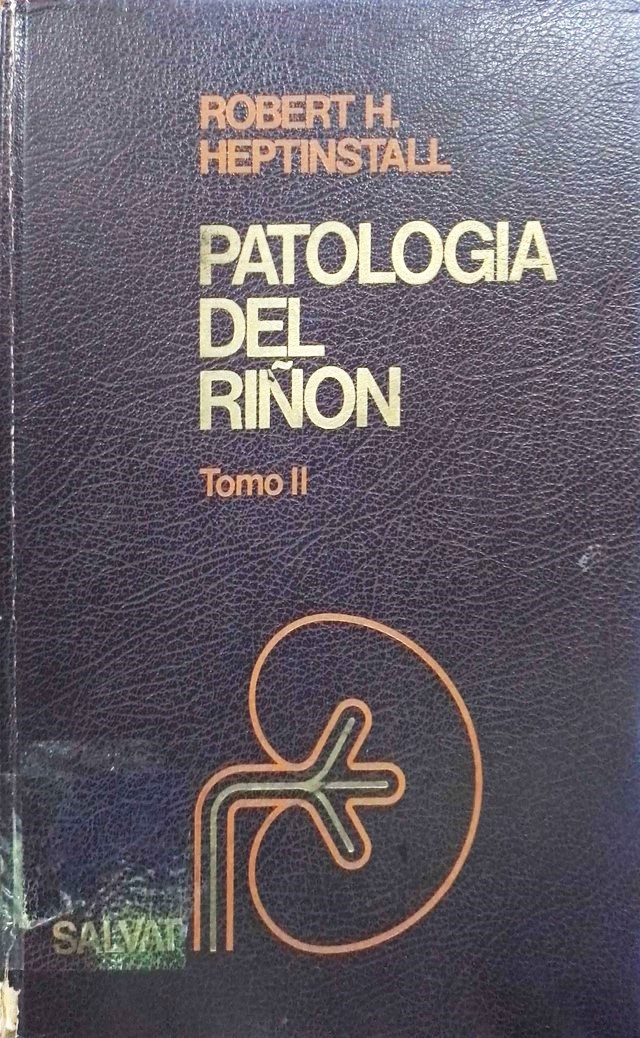 ROBERT H.
HEPTINSTALL
PATOLOGIA
DEL
RIÑON
Tomo II
SALVAT